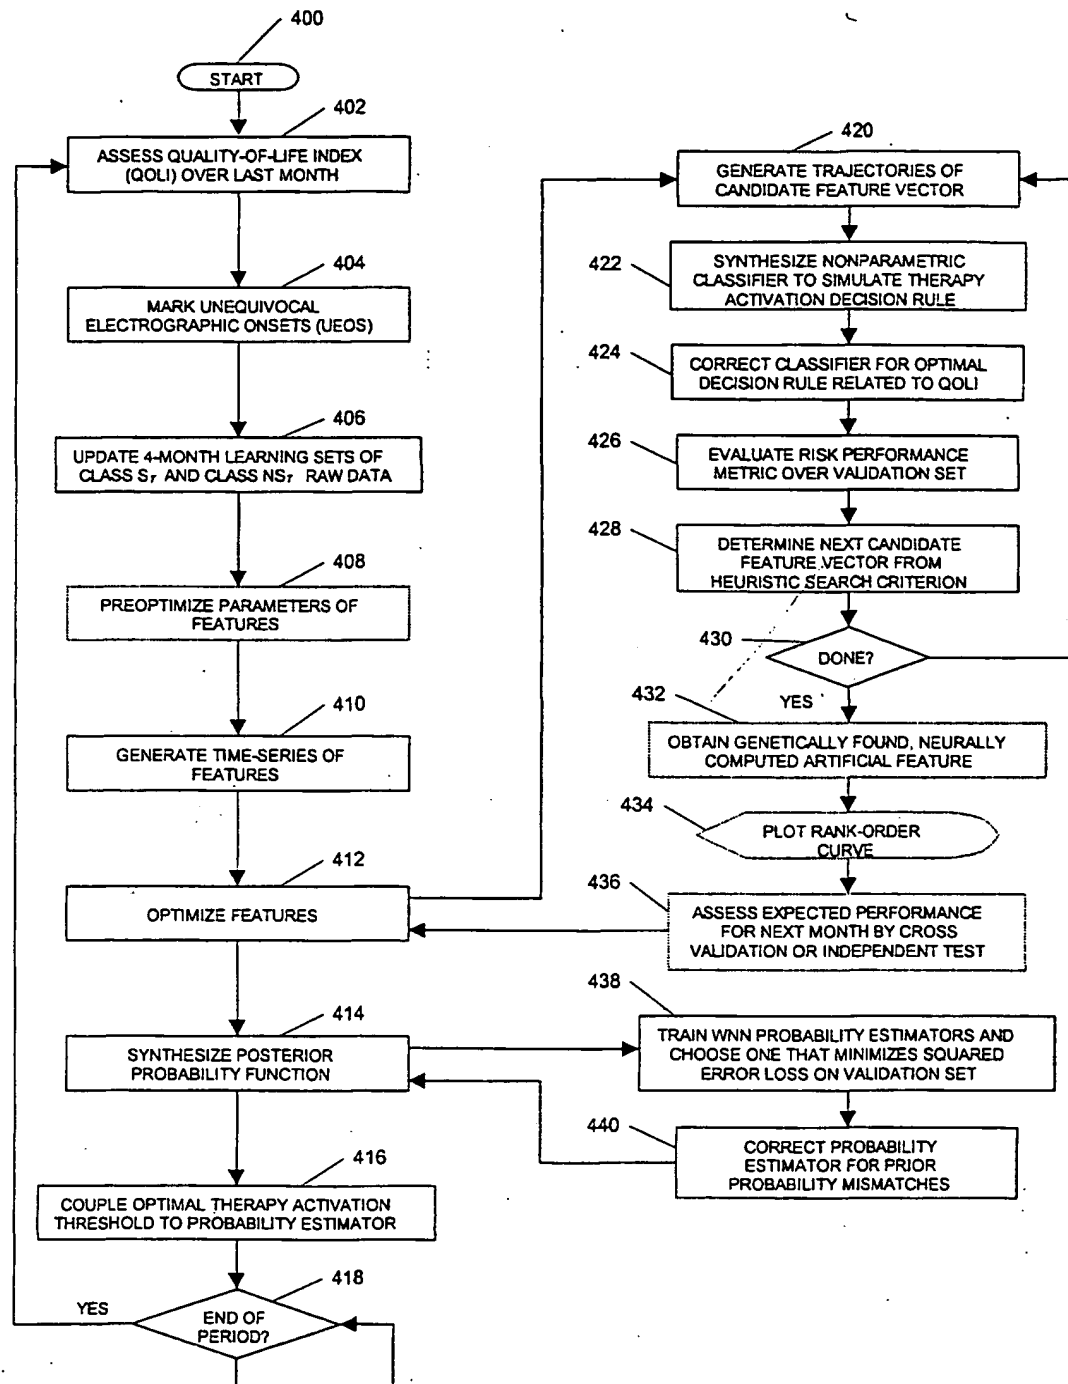 400
START
402
ASSESS QUALITY-OF-LIFE INDEX
(QOLI) OVER LAST MONTH
404
MARK UNEQUIVOCAL
ELECTROGRAPHIC ONSETS (UEOS)
406
UPDATE 4-MONTH LEARNING SETS OF
CLASS Sτ AND CLASS NSτ RAW DATA
408
PREOPTIMIZE PARAMETERS OF
FEATURES
410
GENERATE TIME-SERIES OF
FEATURES
412
OPTIMIZE FEATURES
414
SYNTHESIZE POSTERIOR
PROBABILITY FUNCTION
416
COUPLE OPTIMAL THERAPY ACTIVATION
THRESHOLD TO PROBABILITY ESTIMATOR
418
YES
END OF
PERIOD?
420
GENERATE TRAJECTORIES OF
CANDIDATE FEATURE VECTOR
422
SYNTHESIZE NONPARAMETRIC
CLASSIFIER TO SIMULATE THERAPY
ACTIVATION DECISION RULE
424
CORRECT CLASSIFIER FOR OPTIMAL
DECISION RULE RELATED TO QOLI
426
EVALUATE RISK PERFORMANCE
METRIC OVER VALIDATION SET
428
DETERMINE NEXT CANDIDATE
FEATURE VECTOR FROM
HEURISTIC SEARCH CRITERION
430
DONE?
YES
432
OBTAIN GENETICALLY FOUND, NEURALLY
COMPUTED ARTIFICIAL FEATURE
434
PLOT RANK-ORDER
CURVE
436
ASSESS EXPECTED PERFORMANCE
FOR NEXT MONTH BY CROSS
VALIDATION OR INDEPENDENT TEST
438
TRAIN WNN PROBABILITY ESTIMATORS AND
CHOOSE ONE THAT MINIMIZES SQUARED
ERROR LOSS ON VALIDATION SET
440
CORRECT PROBABILITY
ESTIMATOR FOR PRIOR
PROBABILITY MISMATCHES